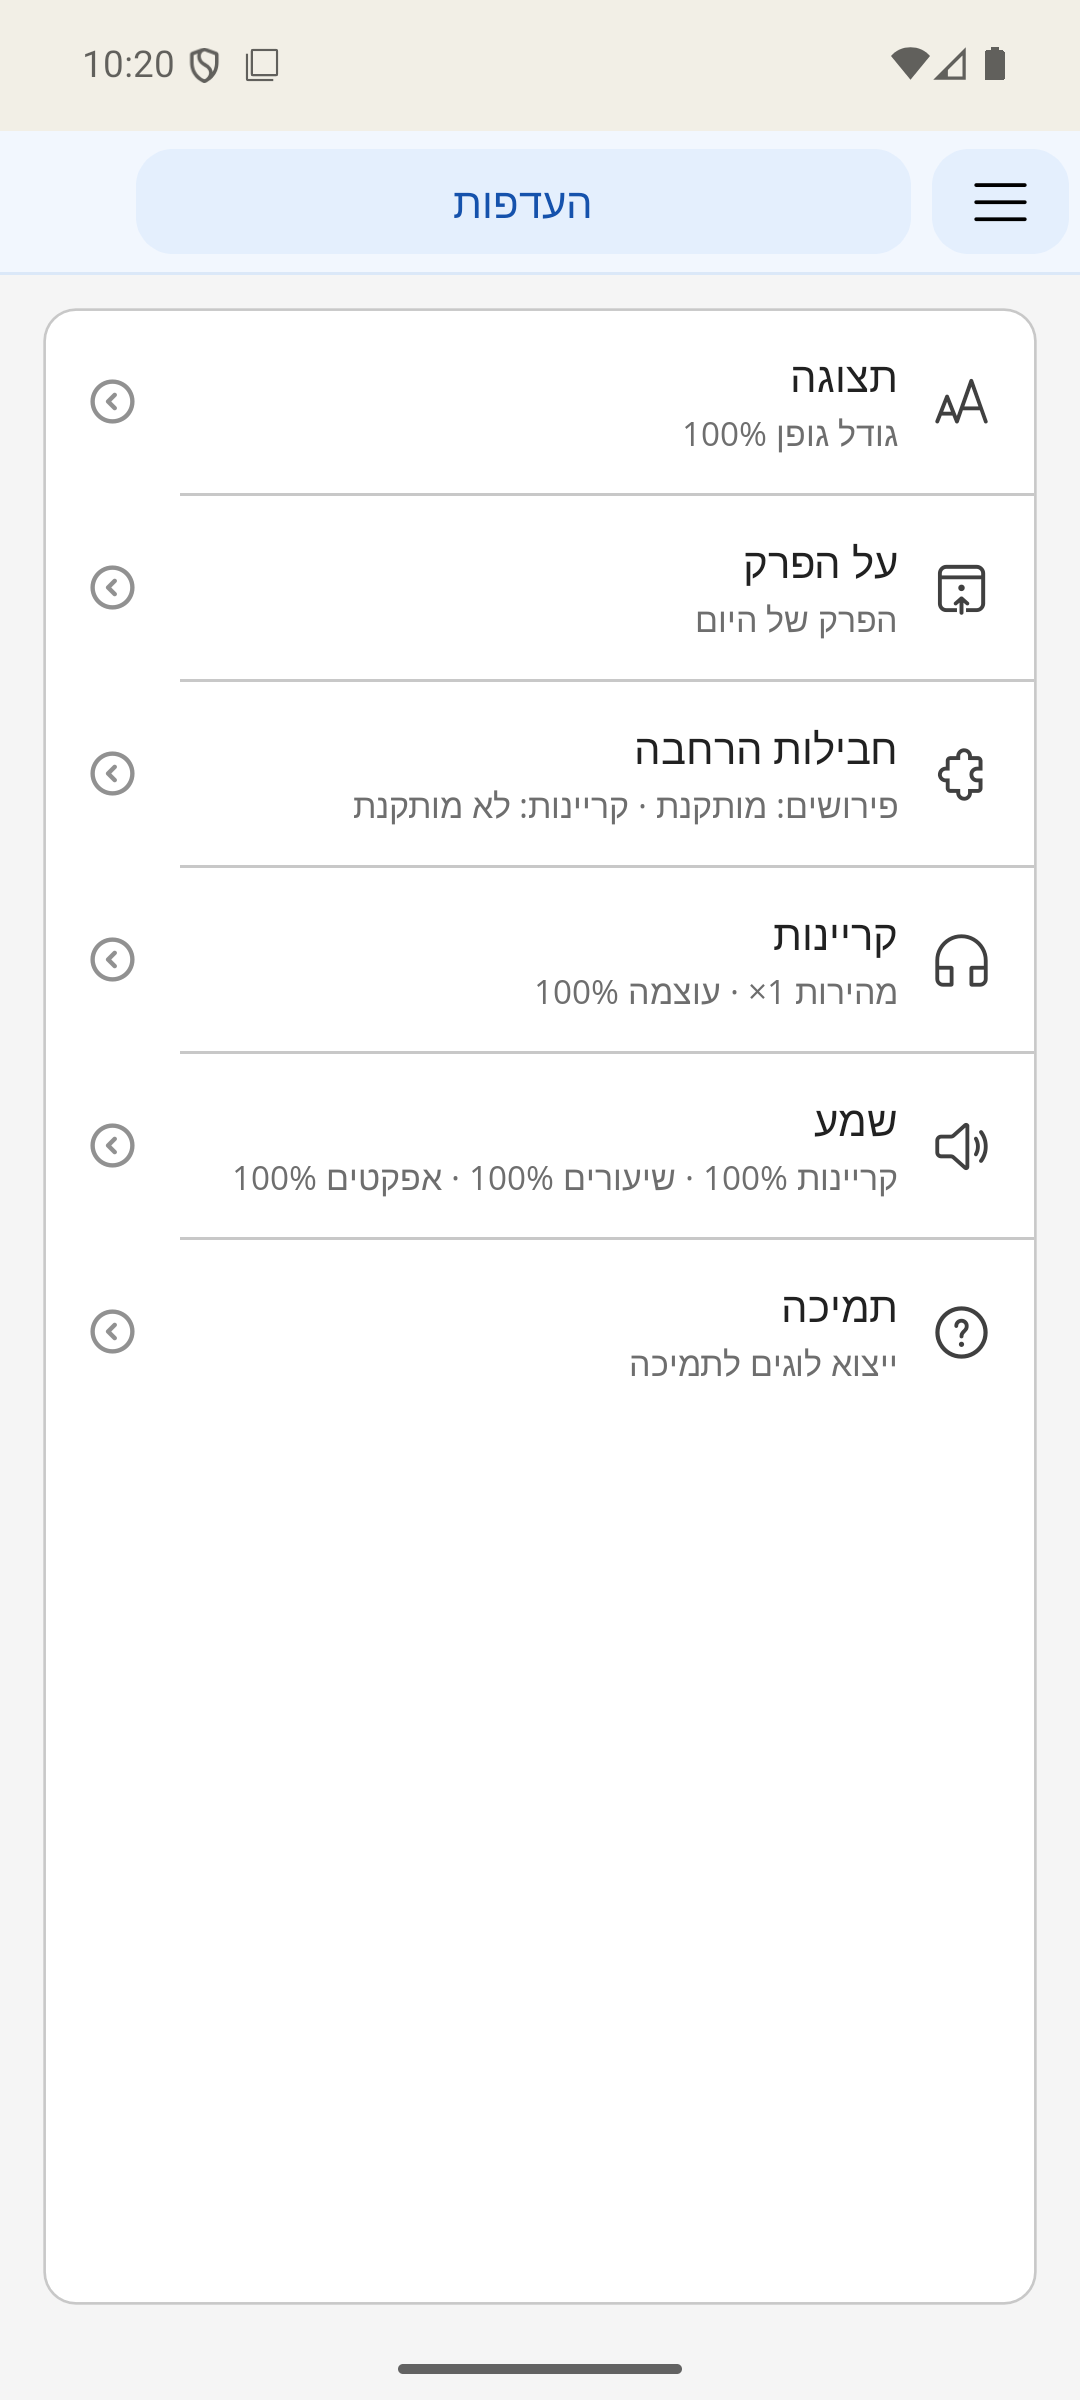 10:20
העדפות
תצוגה
גודל גופן 100%
על הפרק
הפרק של היום
חבילות הרחבה
פירושים: מותקנת · קריינות: לא מותקנת
קריינות
מהירות 1× · עוצמה 100%
שמע
קריינות 100% · שיעורים 100% · אפקטים 100%
תמיכה
ייצוא לוגים לתמיכה